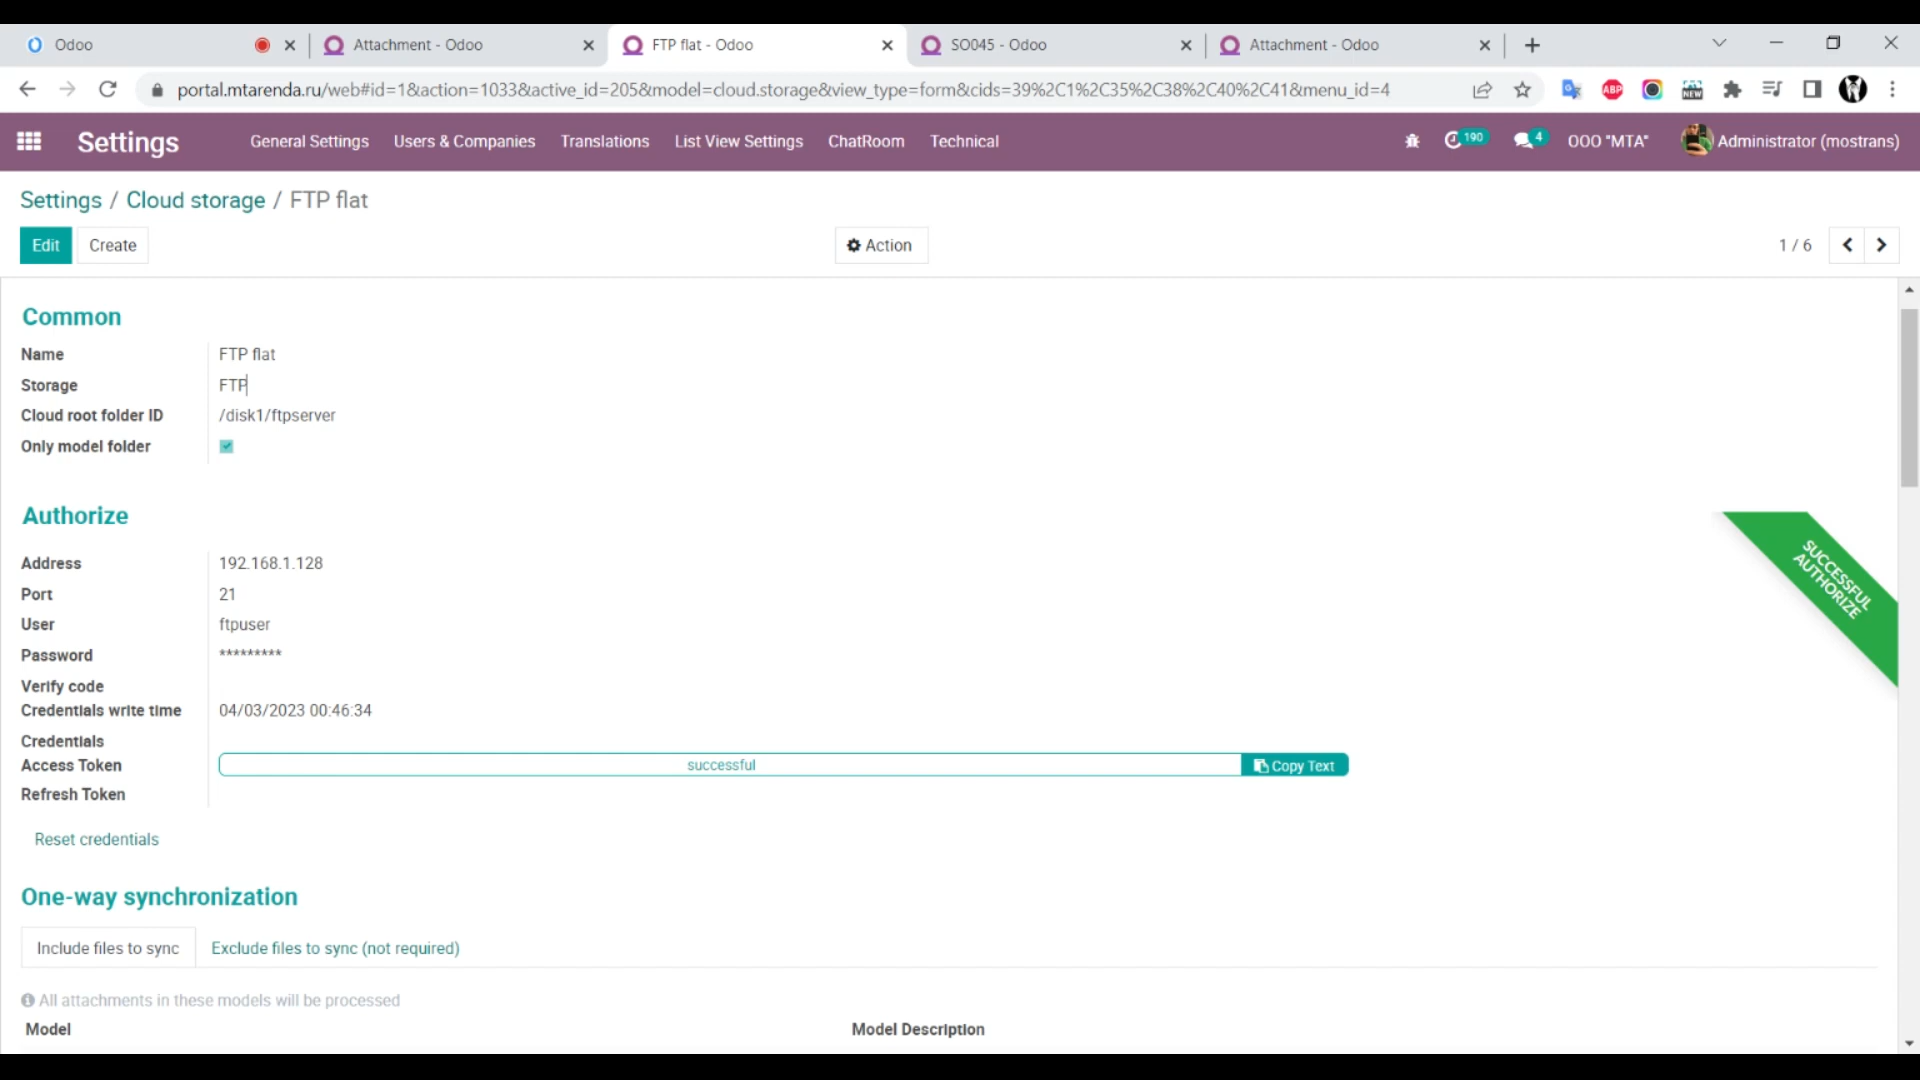 Odoo
Attachment - Odoo
FTP flat - Odoo
SO045 - Odoo
Attachment - Odoo
portal.mtarenda.ru/web#id=1&action=1033&active_id=205&model=cloud.storage&view_type=form&cids=39%2C1%2C35%2C38%2C40%2C41&menu_id=4
ABP
NEW
Settings
General Settings
Users & Companies
Translations
List View Settings
ChatRoom
Technical
190
4
OOO "MTA"
Administrator (mostrans)
Settings / Cloud storage / FTP flat
Edit
Create
Action
1 / 6
Common
Name FTP flat
Storage FTP
Cloud root folder ID /disk1/ftpserver
Only model folder
Authorize
SUCCESSFUL
AUTHORIZE
Address 192.168.1.128
Port 21
User ftpuser
Password *********
Verify code
Credentials write time 04/03/2023 00:46:34
Credentials
Access Token successful Copy Text
Refresh Token
Reset credentials
One-way synchronization
Include files to sync
Exclude files to sync (not required)
All attachments in these models will be processed
Model Model Description